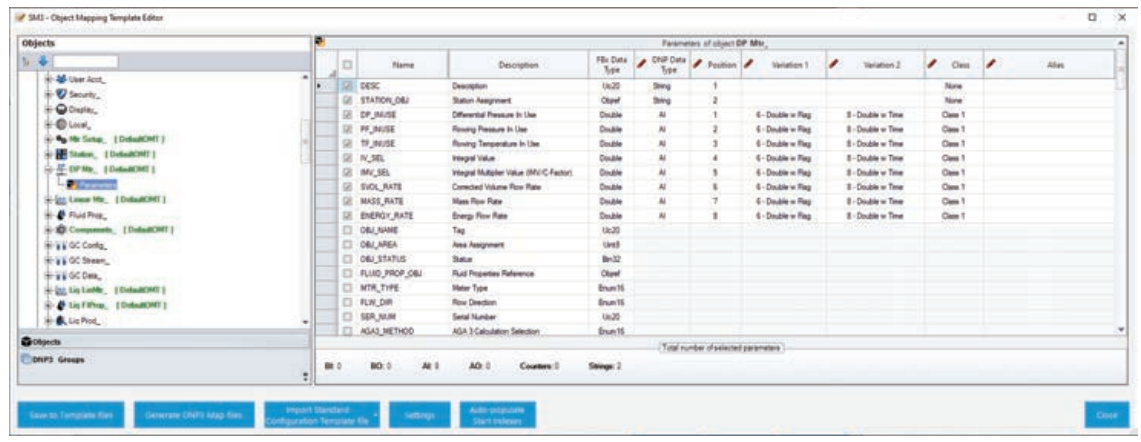 SM3 - Object Mapping Template Editor
Objects
Parameters of object DP Mtr_
Name Description FBx Data Type DNP Data Type Position Variation 1 Variation 2 Class Alias
User Acct_
Security_
Display_
Local_
Mtr Setup_ [ DefaultOMT ]
Station_ [ DefaultOMT ]
DP Mtr_ [ DefaultOMT ]
Parameters
Linear Mtr_ [ DefaultOMT ]
Fluid Prop_
Components_ [ DefaultOMT ]
GC Config_
GC Stream_
GC Data_
Liq LinMtr_ [ DefaultOMT ]
Liq FlProp_ [ DefaultOMT ]
Liq Prod_
Objects
DNP3 Groups
DESC Description Uc20 String 1 None
STATION_OBJ Station Assignment Objref String 2 None
DP_INUSE Differential Pressure In Use Double AI 1 6 - Double w Flag 8 - Double w Time Class 1
PF_INUSE Flowing Pressure In Use Double AI 2 6 - Double w Flag 8 - Double w Time Class 1
TF_INUSE Flowing Temperature In Use Double AI 3 6 - Double w Flag 8 - Double w Time Class 1
IV_SEL Integral Value Double AI 4 6 - Double w Flag 8 - Double w Time Class 1
IMV_SEL Integral Multiplier Value (IMV/C-Factor) Double AI 5 6 - Double w Flag 8 - Double w Time Class 1
SVOL_RATE Corrected Volume Flow Rate Double AI 6 6 - Double w Flag 8 - Double w Time Class 1
MASS_RATE Mass Flow Rate Double AI 7 6 - Double w Flag 8 - Double w Time Class 1
ENERGY_RATE Energy Flow Rate Double AI 8 6 - Double w Flag 8 - Double w Time Class 1
OBJ_NAME Tag Uc20
OBJ_AREA Area Assignment Uint8
OBJ_STATUS Status Bin32
FLUID_PROP_OBJ Fluid Properties Reference Objref
MTR_TYPE Meter Type Enum16
FLW_DIR Flow Direction Enum16
SER_NUM Serial Number Uc20
AGA3_METHOD AGA 3 Calculation Selection Enum16
Total number of selected parameters
BI: 0 BO: 0 AI: 8 AO: 0 Counters: 0 Strings: 2
Save to Template files
Generate DNP3 Map files
Import Standard Configuration Template file
Settings
Auto-populate Start Indexes
Close